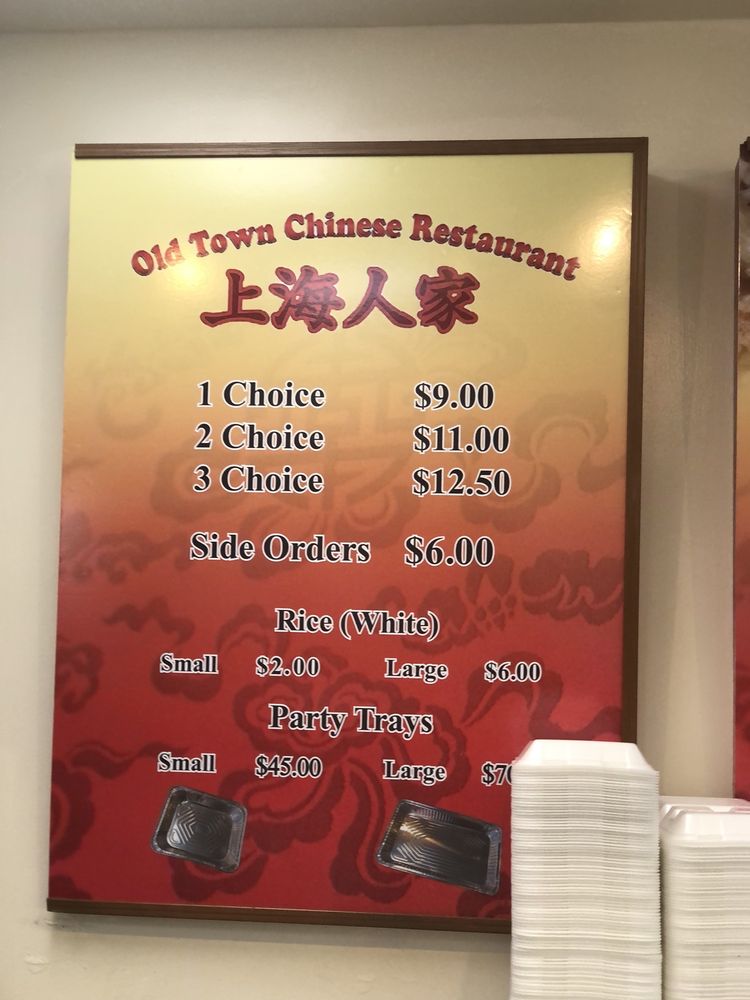 Old Town Chinese Restaurant
上海人家
1 Choice $9.00
2 Choice $11.00
3 Choice $12.50
Side Orders $6.00
Rice (White)
Small $2.00 Large $6.00
Party Trays
Small $45.00 Large